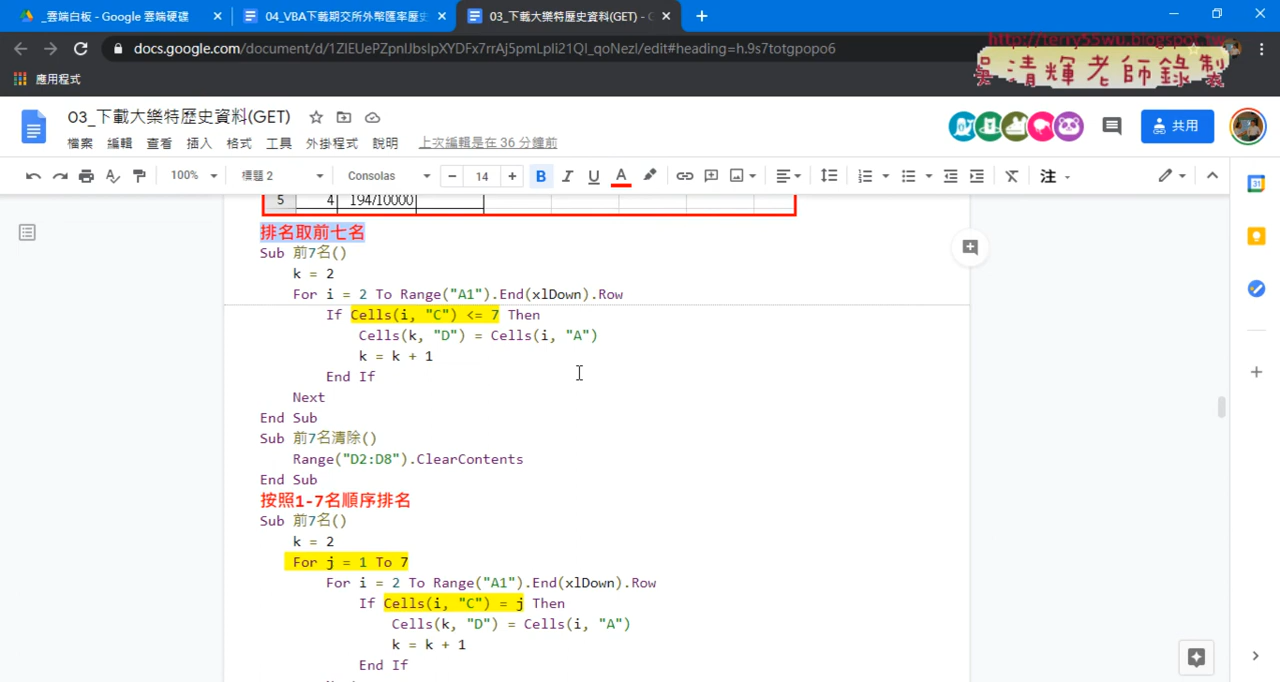 _雲端白板 - Google 雲端硬碟
04_VBA下載期交所外幣匯率歷史
03_下載大樂特歷史資料(GET) - G
docs.google.com/document/d/1ZIEUePZpnIJbsIpXYDFx7rrAj5pmLpIi21QI_qoNezI/edit#heading=h.9s7totgpopo6
http://terry55wu.blogspot.tw
吳清輝老師錄製
應用程式
03_下載大樂特歷史資料(GET)
共用
檔案 編輯 查看 插入 格式 工具 外掛程式 說明 上次編輯是在 36 分鐘前
100% 標題 2 Consolas 14 B I U A 注
31
5 4 194/10000
排名取前七名
Sub 前7名()
k = 2
For i = 2 To Range("A1").End(xlDown).Row
If Cells(i, "C") <= 7 Then
Cells(k, "D") = Cells(i, "A")
k = k + 1
End If
Next
End Sub
Sub 前7名清除()
Range("D2:D8").ClearContents
End Sub
按照1-7名順序排名
Sub 前7名()
k = 2
For j = 1 To 7
For i = 2 To Range("A1").End(xlDown).Row
If Cells(i, "C") = j Then
Cells(k, "D") = Cells(i, "A")
k = k + 1
End If